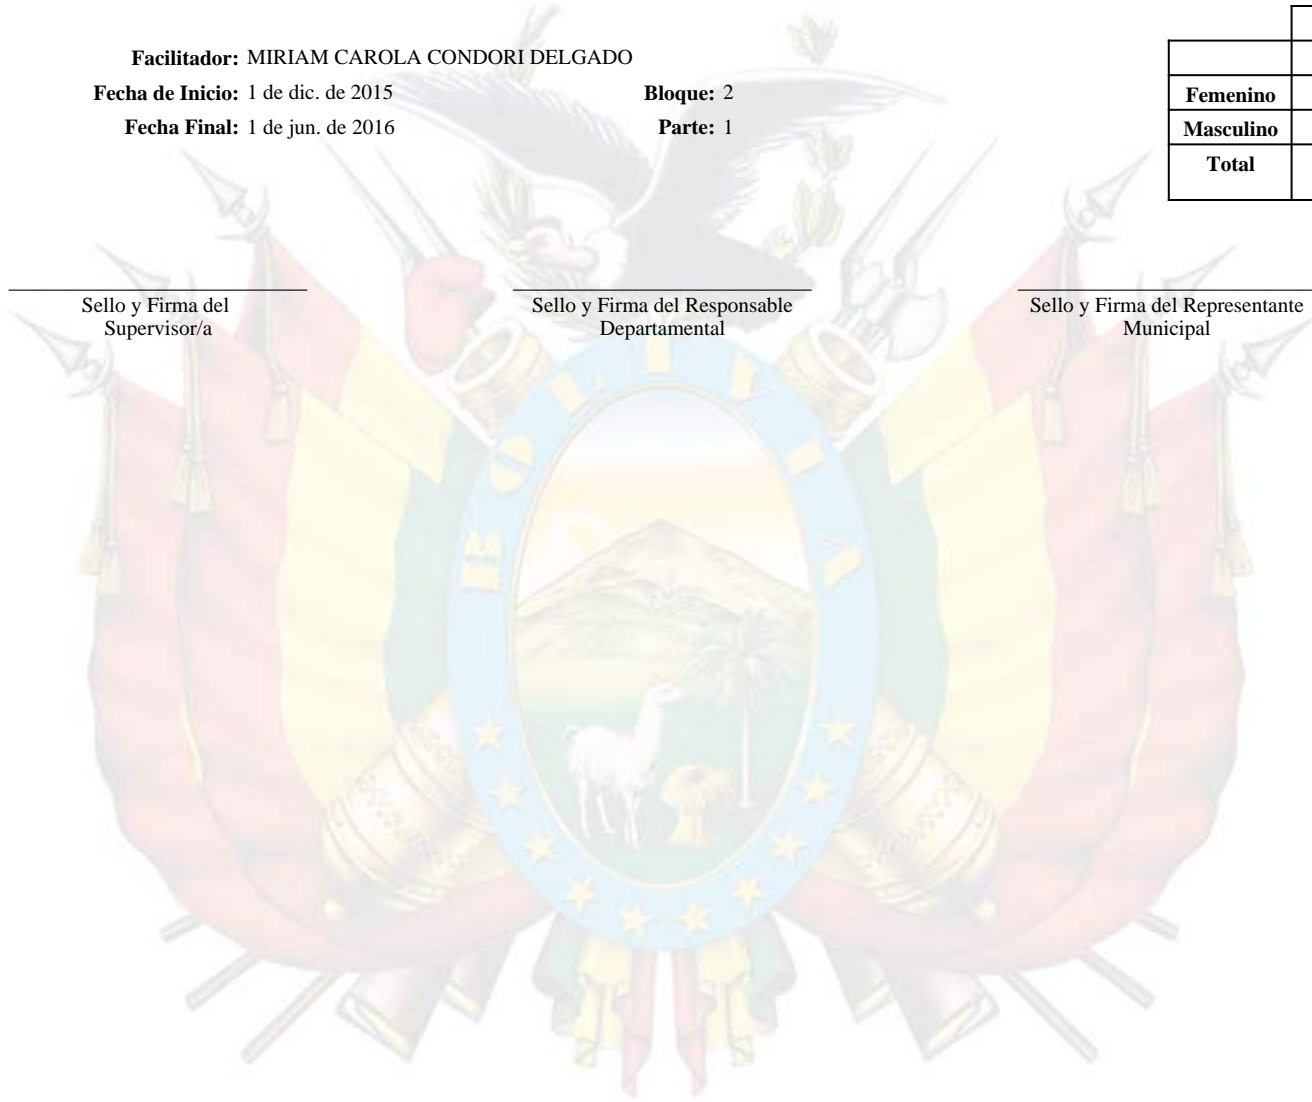 Facilitador: MIRIAM CAROLA CONDORI DELGADO
Fecha de Inicio: 1 de dic. de 2015 Bloque: 2
Fecha Final: 1 de jun. de 2016 Parte: 1
Femenino
Masculino
Total
Sello y Firma del
Supervisor/a
Sello y Firma del Responsable
Departamental
Sello y Firma del Representante
Municipal
BOLIVIA